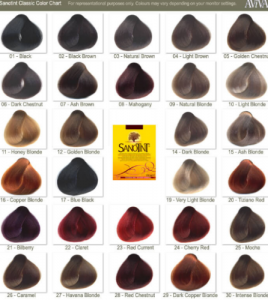 Sanotint Classic Color Chart
For representational purposes only. Colours may vary depending on your monitor settings.
01 - Black
02 - Black Brown
03 - Natural Brown
04 - Light Brown
05 - Golden Chestnut
06 - Dark Chestnut
07 - Ash Brown
08 - Mahogany
09 - Natural Blonde
10 - Light Blonde
11 - Honey Blonde
12 - Golden Blonde
SANOTINT
14 - Dark Blonde
15 - Ash Blonde
16 - Copper Blonde
17 - Blue Black
19 - Very Light Blonde
20 - Tiziano Red
21 - Bilberry
22 - Claret
23 - Red Currant
24 - Cherry Red
25 - Mocha
26 - Caramel
27 - Havana Blonde
28 - Red Chestnut
29 - Dark Copper Blonde
30 - Intense Blonde